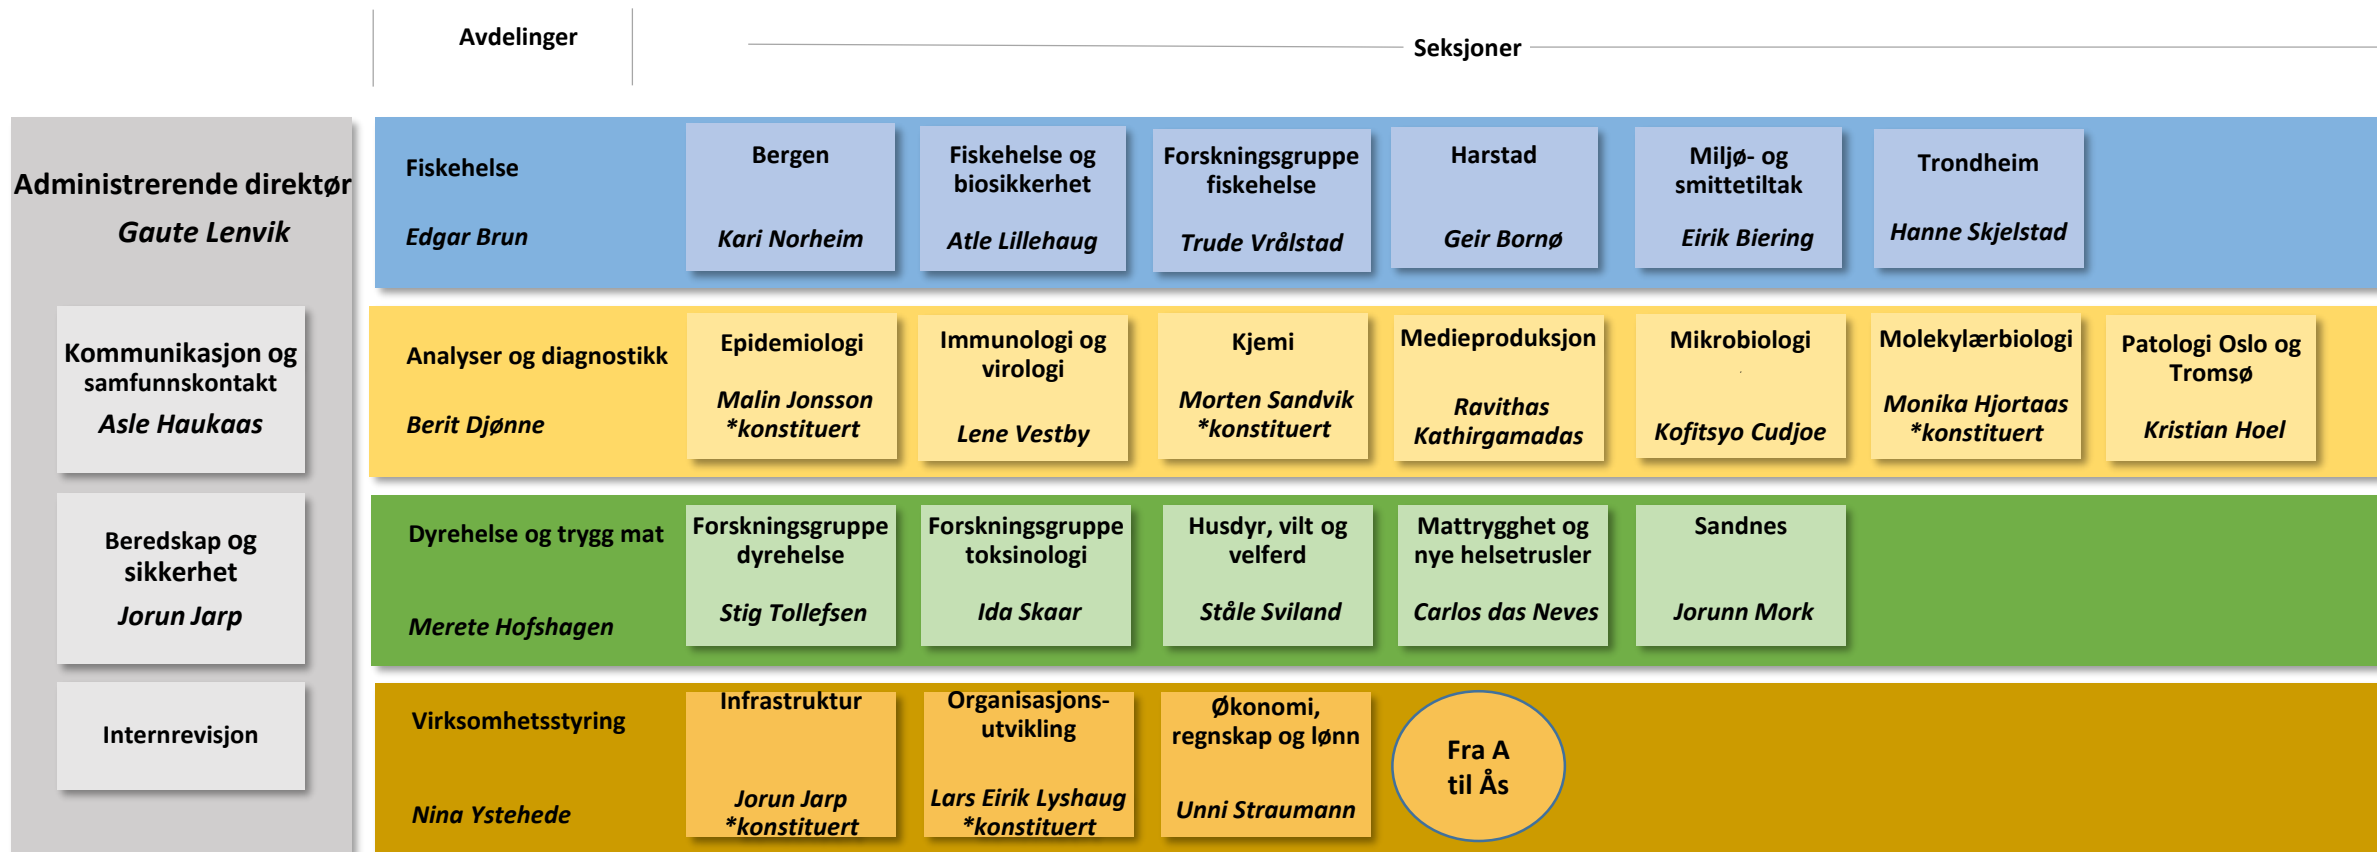 Avdelinger
Seksjoner
Administrerende direktør
Gaute Lenvik
Kommunikasjon og
samfunnskontakt
Asle Haukaas
Beredskap og
sikkerhet
Jorun Jarp
Internrevisjon
Fiskehelse
Edgar Brun
Bergen
Kari Norheim
Fiskehelse og
biosikkerhet
Atle Lillehaug
Forskningsgruppe
fiskehelse
Trude Vrålstad
Harstad
Geir Bornø
Miljø- og
smittetiltak
Eirik Biering
Trondheim
Hanne Skjelstad
Analyser og diagnostikk
Berit Djønne
Epidemiologi
Malin Jonsson
*konstituert
Immunologi og
virologi
Lene Vestby
Kjemi
Morten Sandvik
*konstituert
Medieproduksjon
Ravithas
Kathirgamadas
Mikrobiologi
Kofitsyo Cudjoe
Molekylærbiologi
Monika Hjortaas
*konstituert
Patologi Oslo og
Tromsø
Kristian Hoel
Dyrehelse og trygg mat
Merete Hofshagen
Forskningsgruppe
dyrehelse
Stig Tollefsen
Forskningsgruppe
toksinologi
Ida Skaar
Husdyr, vilt og
velferd
Ståle Sviland
Mattrygghet og
nye helsetrusler
Carlos das Neves
Sandnes
Jorunn Mork
Virksomhetsstyring
Nina Ystehede
Infrastruktur
Jorun Jarp
*konstituert
Organisasjons-
utvikling
Lars Eirik Lyshaug
*konstituert
Økonomi,
regnskap og lønn
Unni Straumann
Fra A
til Ås